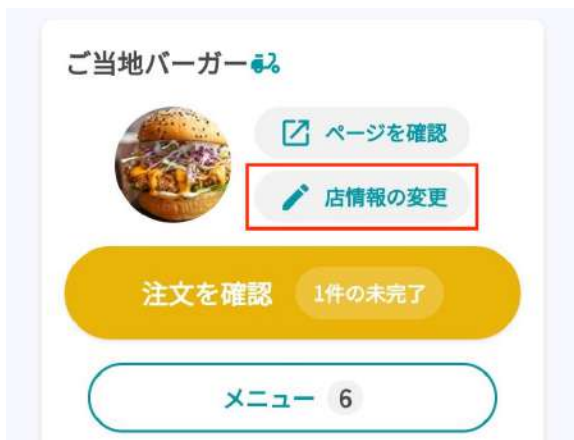 ご当地バーガー
ページを確認
店情報の変更
注文を確認 1件の未完了
メニュー 6